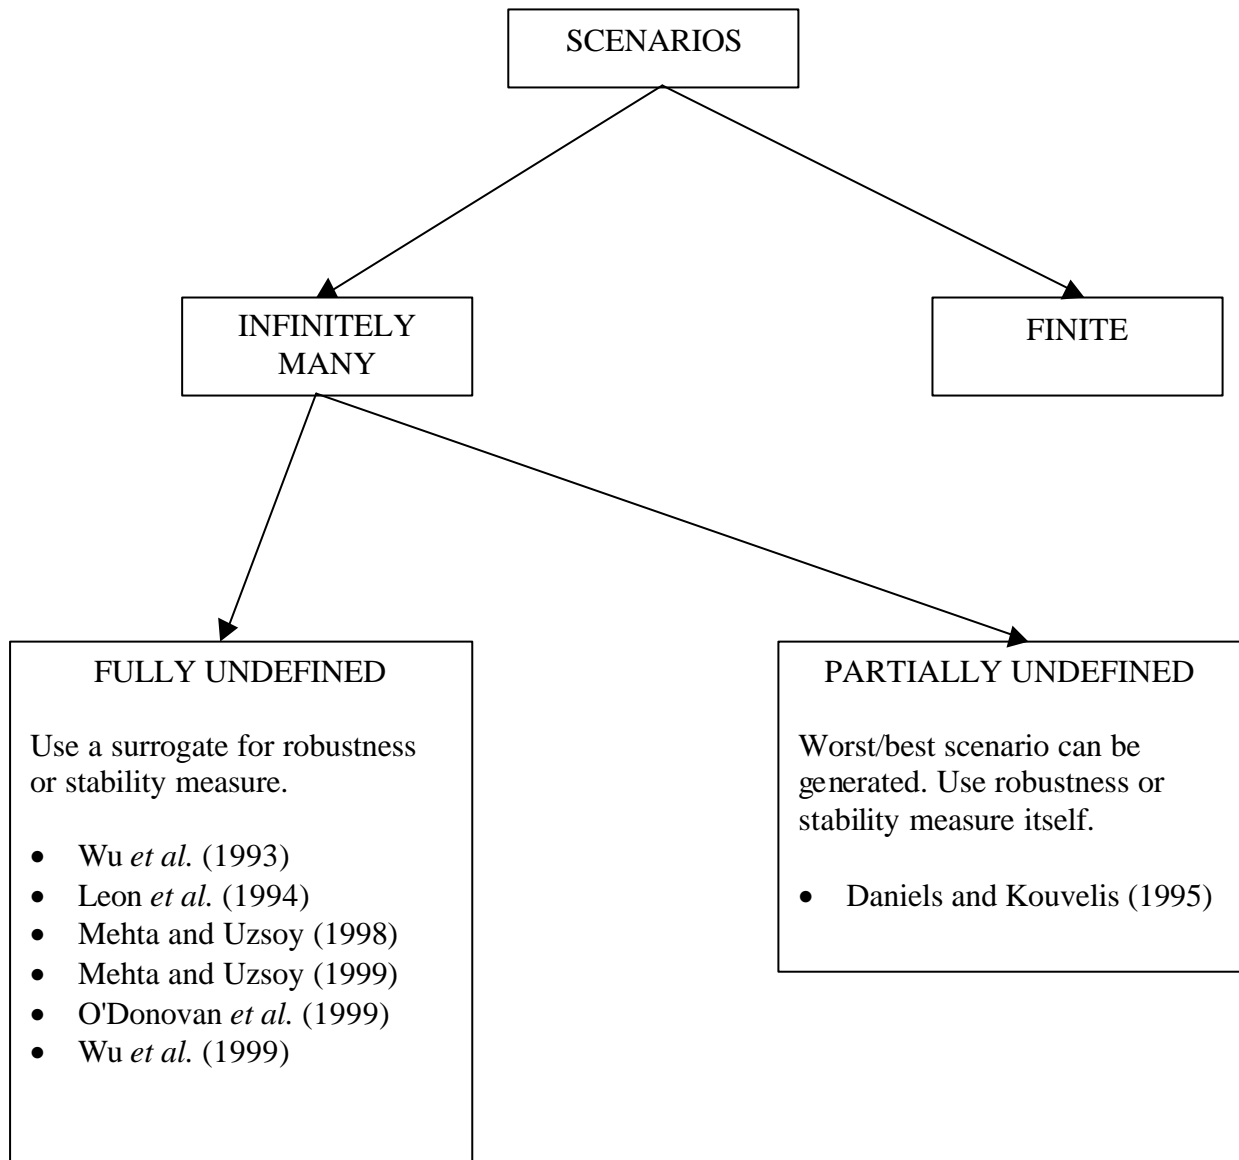 SCENARIOS
INFINITELY
MANY
FINITE
FULLY UNDEFINED
Use a surrogate for robustness
or stability measure.
• Wu et al. (1993)
• Leon et al. (1994)
• Mehta and Uzsoy (1998)
• Mehta and Uzsoy (1999)
• O'Donovan et al. (1999)
• Wu et al. (1999)
PARTIALLY UNDEFINED
Worst/best scenario can be
generated. Use robustness or
stability measure itself.
• Daniels and Kouvelis (1995)